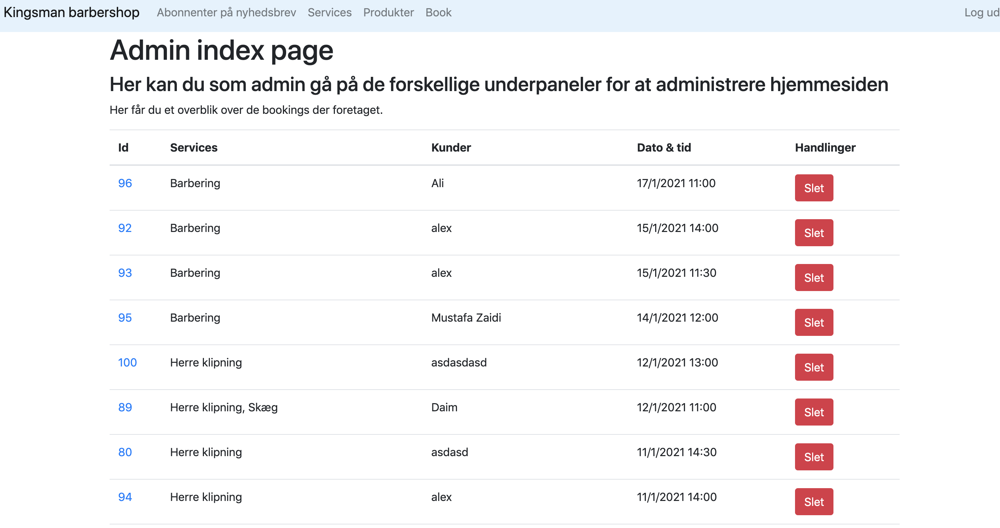 Kingsman barbershop Abonnenter på nyhedsbrev Services Produkter Book Log ud
Admin index page
Her kan du som admin gå på de forskellige underpaneler for at administrere hjemmesiden
Her får du et overblik over de bookings der foretaget.
Id Services Kunder Dato & tid Handlinger
96 Barbering Ali 17/1/2021 11:00 Slet
92 Barbering alex 15/1/2021 14:00 Slet
93 Barbering alex 15/1/2021 11:30 Slet
95 Barbering Mustafa Zaidi 14/1/2021 12:00 Slet
100 Herre klipning asdasdasd 12/1/2021 13:00 Slet
89 Herre klipning, Skæg Daim 12/1/2021 11:00 Slet
80 Herre klipning asdasd 11/1/2021 14:30 Slet
94 Herre klipning alex 11/1/2021 14:00 Slet